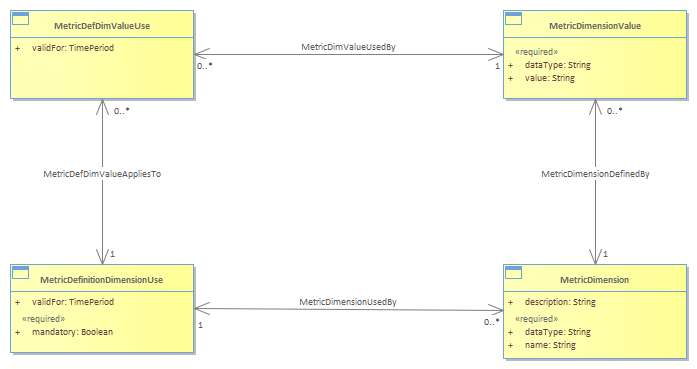 MetricDefDimValueUse
+ validFor: TimePeriod
MetricDimValueUsedBy
0..*
1
MetricDimensionValue
«required»
+ dataType: String
+ value: String
0..*
0..*
MetricDefDimValueAppliesTo
MetricDimensionDefinedBy
1
1
MetricDefinitionDimensionUse
+ validFor: TimePeriod
«required»
+ mandatory: Boolean
MetricDimensionUsedBy
1
0..*
MetricDimension
+ description: String
«required»
+ dataType: String
+ name: String